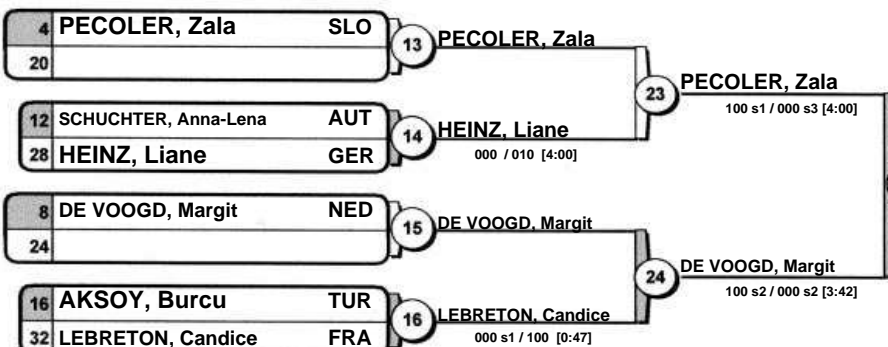 4 PECOLER, Zala SLO
20
13 PECOLER, Zala
12 SCHUCHTER, Anna-Lena AUT
28 HEINZ, Liane GER
14 HEINZ, Liane
000 / 010 [4:00]
23 PECOLER, Zala
100 s1 / 000 s3 [4:00]
8 DE VOOGD, Margit NED
24
15 DE VOOGD, Margit
16 AKSOY, Burcu TUR
32 LEBRETON, Candice FRA
16 LEBRETON, Candice
000 s1 / 100 [0:47]
24 DE VOOGD, Margit
100 s2 / 000 s2 [3:42]